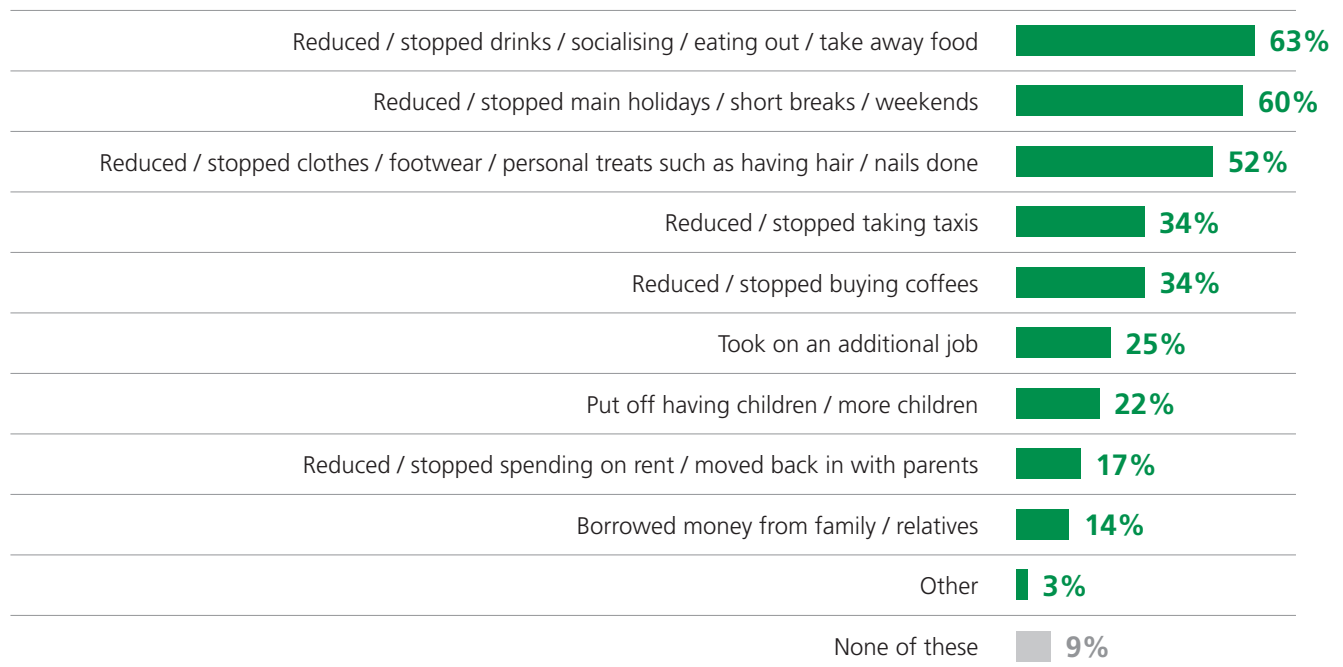 Reduced / stopped drinks / socialising / eating out / take away food 63%
Reduced / stopped main holidays / short breaks / weekends 60%
Reduced / stopped clothes / footwear / personal treats such as having hair / nails done 52%
Reduced / stopped taking taxis 34%
Reduced / stopped buying coffees 34%
Took on an additional job 25%
Put off having children / more children 22%
Reduced / stopped spending on rent / moved back in with parents 17%
Borrowed money from family / relatives 14%
Other 3%
None of these 9%